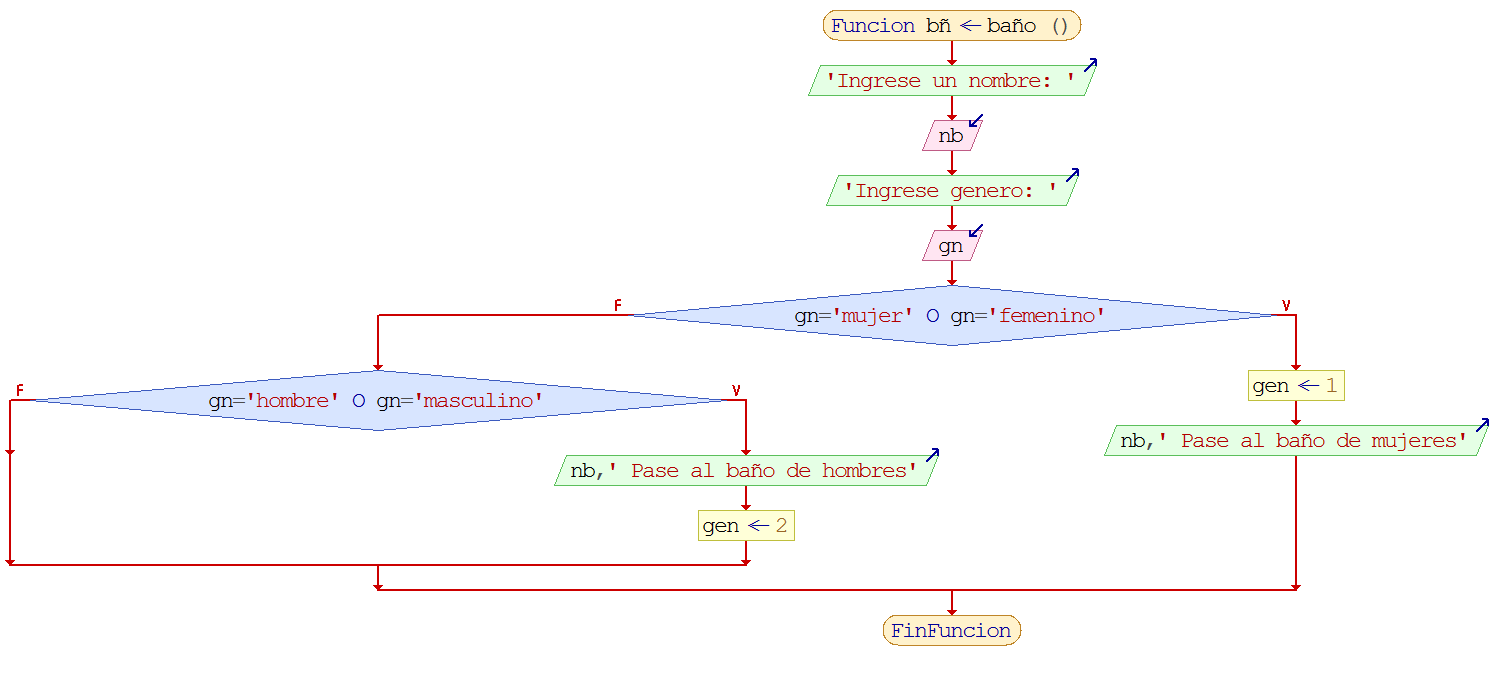 Funcion bñ ← baño ()
'Ingrese un nombre: '
nb
'Ingrese genero: '
gn
F
V
gn='mujer' O gn='femenino'
F
V
gn='hombre' O gn='masculino'
gen ← 1
nb,' Pase al baño de mujeres'
nb,' Pase al baño de hombres'
gen ← 2
FinFuncion